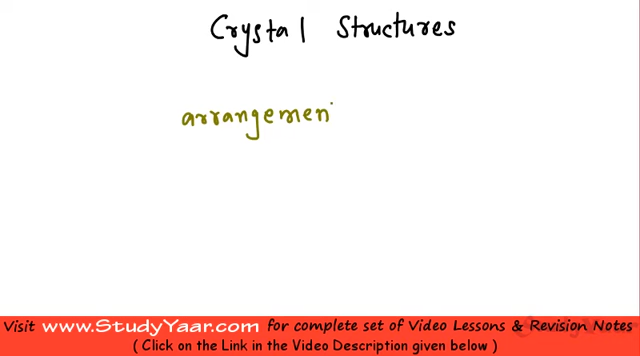 Crystal Structures
arrangemen
Visit www.StudyYaar.com for complete set of Video Lessons & Revision Notes
( Click on the Link in the Video Description given below )